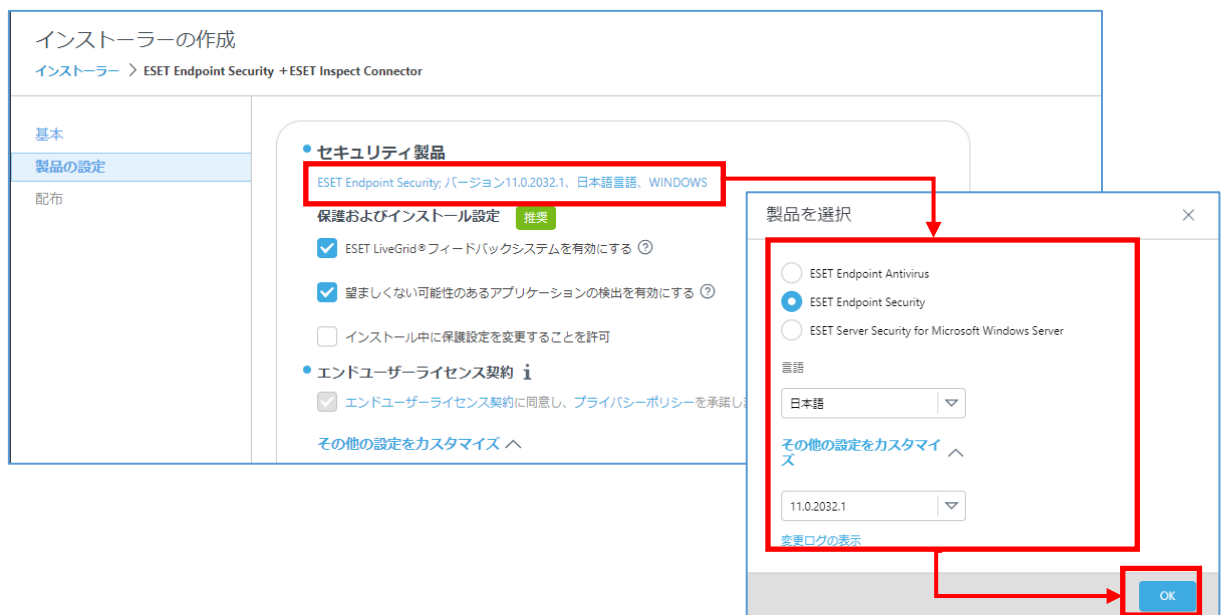 インストーラーの作成
インストーラー > ESET Endpoint Security +ESET Inspect Connector
基本
製品の設定
配布
セキュリティ製品
ESET Endpoint Security; バージョン11.0.2032.1、日本語言語、WINDOWS
保護およびインストール設定 推奨
ESET LiveGrid®フィードバックシステムを有効にする ?
望ましくない可能性のあるアプリケーションの検出を有効にする ?
インストール中に保護設定を変更することを許可
エンドユーザーライセンス契約 i
エンドユーザーライセンス契約に同意し、プライバシーポリシーを承諾し
その他の設定をカスタマイズ
製品を選択
ESET Endpoint Antivirus
ESET Endpoint Security
ESET Server Security for Microsoft Windows Server
言語
日本語
その他の設定をカスタマイ
ズ
11.0.2032.1
変更ログの表示
OK